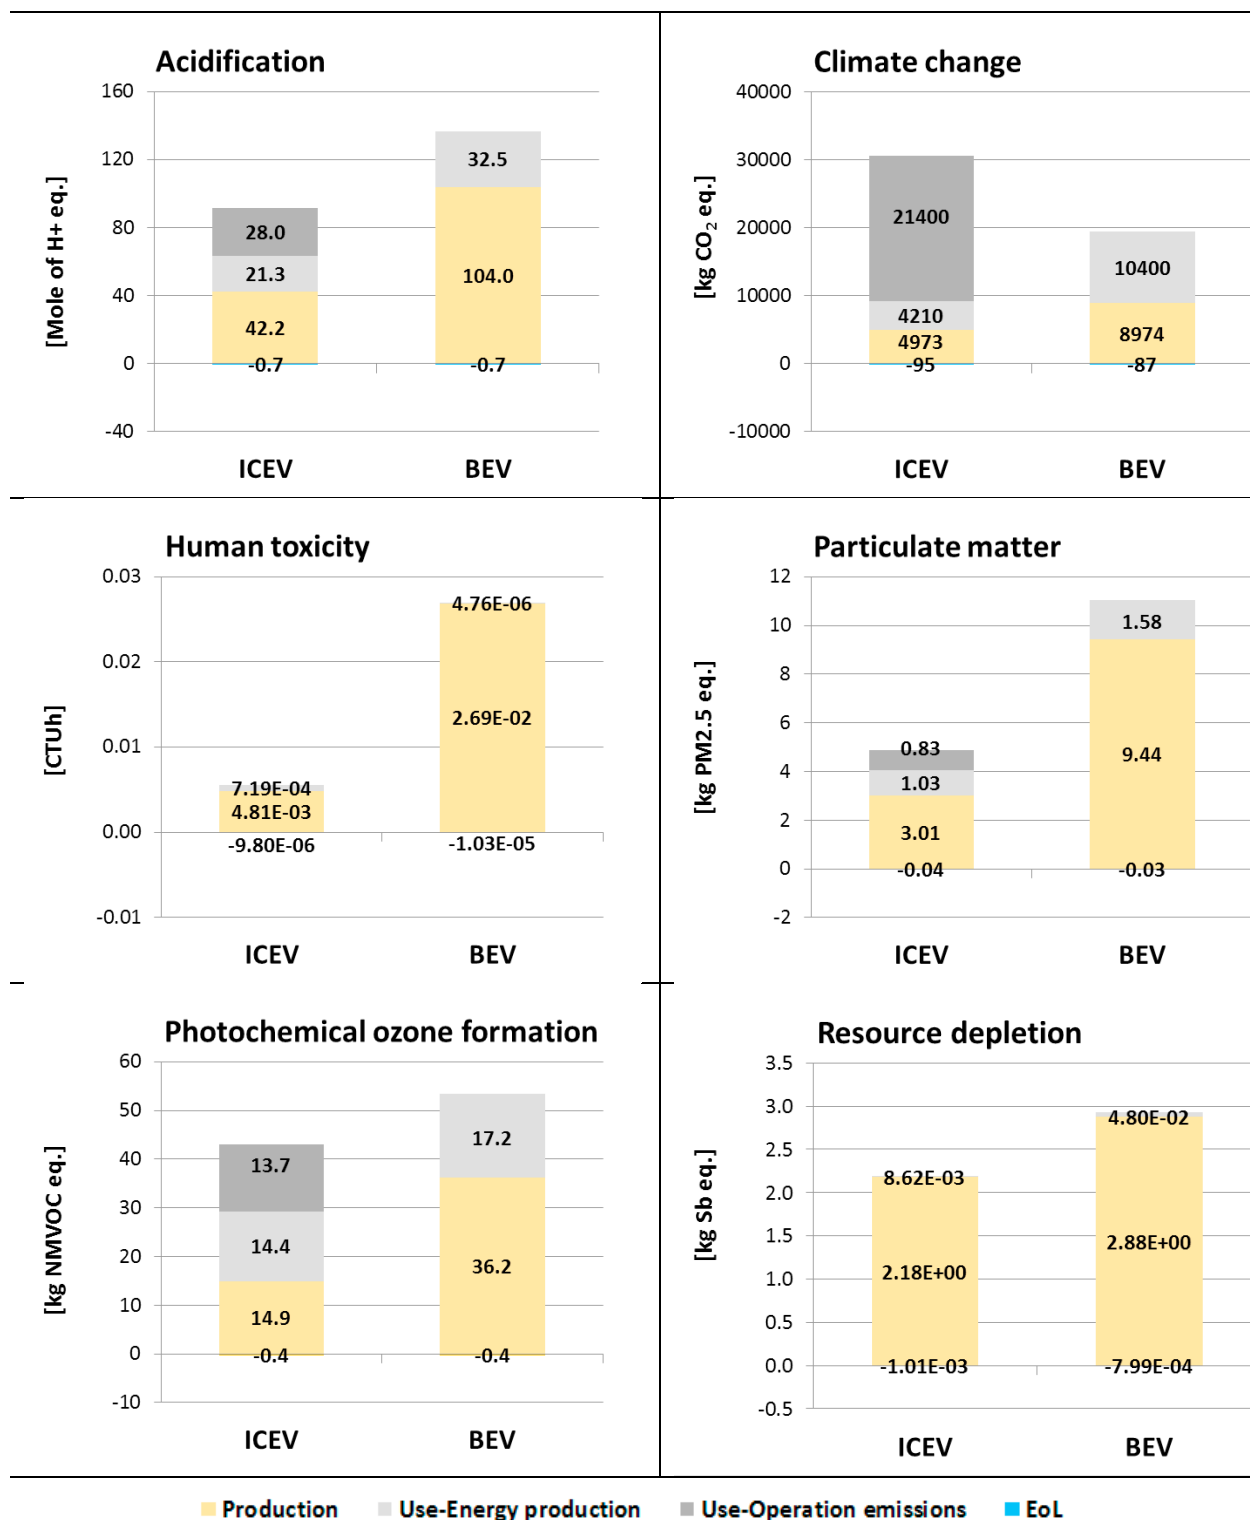 Acidification
[Mole of H+ eq.]
160
120
80
40
0
-40
28.0
21.3
42.2
-0.7
32.5
104.0
-0.7
ICEV BEV
Climate change
[kg CO₂ eq.]
40000
30000
20000
10000
0
-10000
21400
4210
4973
-95
10400
8974
-87
ICEV BEV
Human toxicity
[CTUh]
0.03
0.02
0.01
0.00
-0.01
7.19E-04
4.81E-03
-9.80E-06
4.76E-06
2.69E-02
-1.03E-05
ICEV BEV
Particulate matter
[kg PM2.5 eq.]
12
10
8
6
4
2
0
-2
0.83
1.03
3.01
-0.04
1.58
9.44
-0.03
ICEV BEV
Photochemical ozone formation
[kg NMVOC eq.]
60
50
40
30
20
10
0
-10
13.7
14.4
14.9
-0.4
17.2
36.2
-0.4
ICEV BEV
Resource depletion
[kg Sb eq.]
3.5
3.0
2.5
2.0
1.5
1.0
0.5
0.0
-0.5
8.62E-03
2.18E+00
-1.01E-03
4.80E-02
2.88E+00
-7.99E-04
ICEV BEV
Production Use-Energy production Use-Operation emissions EoL